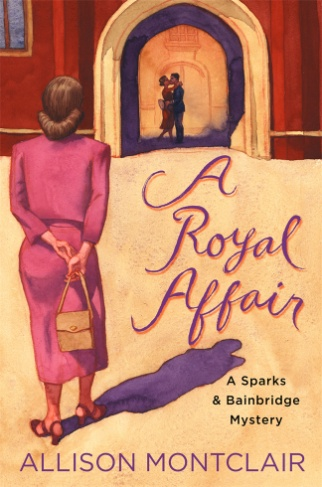 A
Royal
Affair
A Sparks
& Bainbridge
Mystery
ALLISON MONTCLAIR